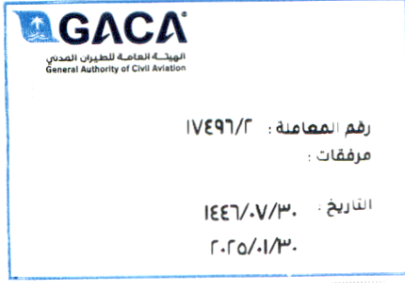 GACA
الهيئة العامة للطيران المدني
General Authority of Civil Aviation
رقم المعاملة : ١٧٤٩٦/٢
مرفقات :
التاريخ : ١٤٤٦/٠٧/٣٠
٢٠٢٥/٠١/٣٠